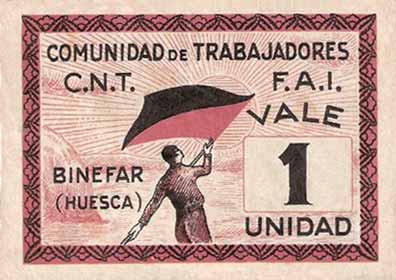 COMUNIDAD DE TRABAJADORES
C.N.T. F.A.I.
VALE
1
BINEFAR
(HUESCA)
UNIDAD